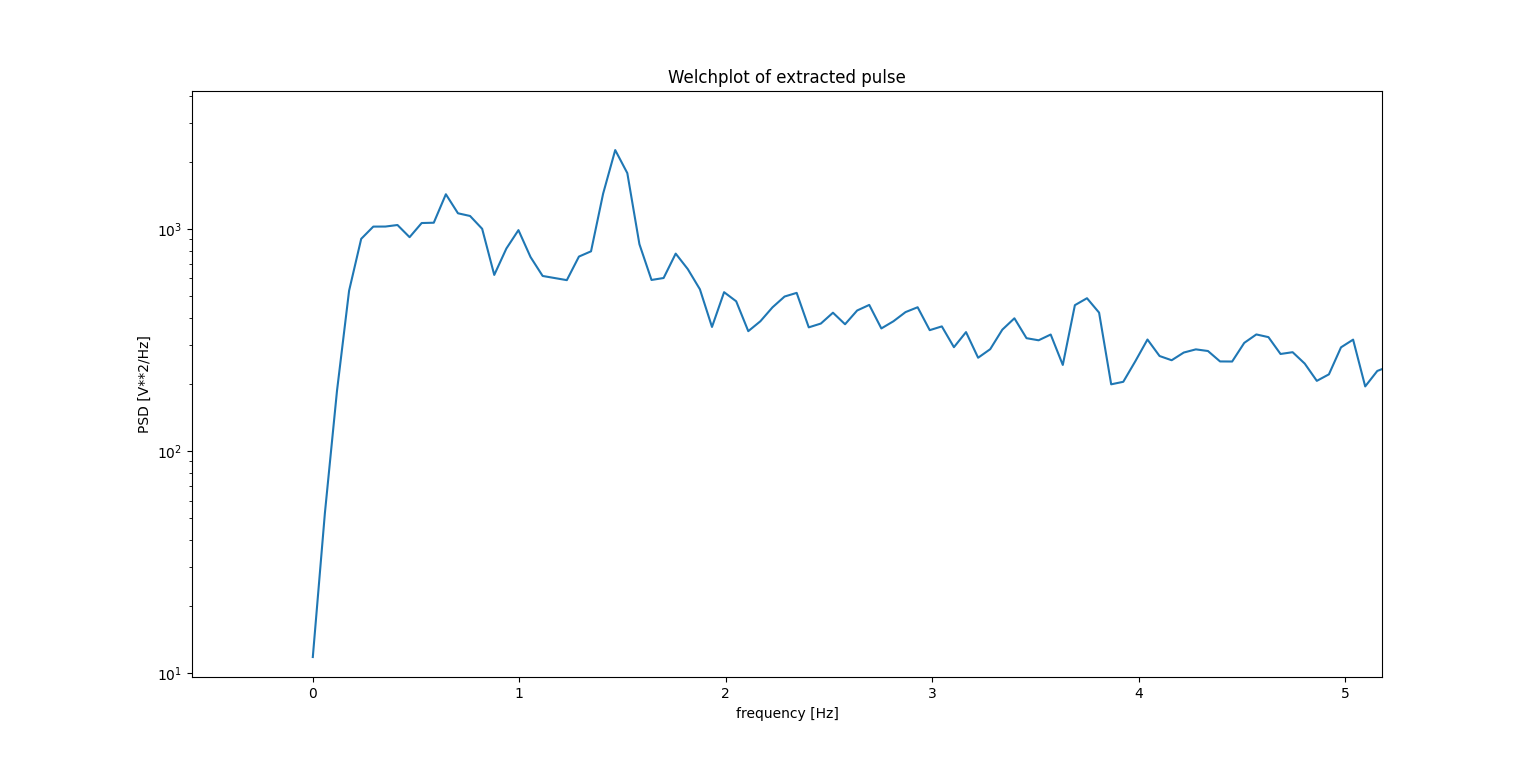 Welchplot of extracted pulse
PSD [V**2/Hz]
10³
10²
10¹
0 1 2 3 4 5
frequency [Hz]